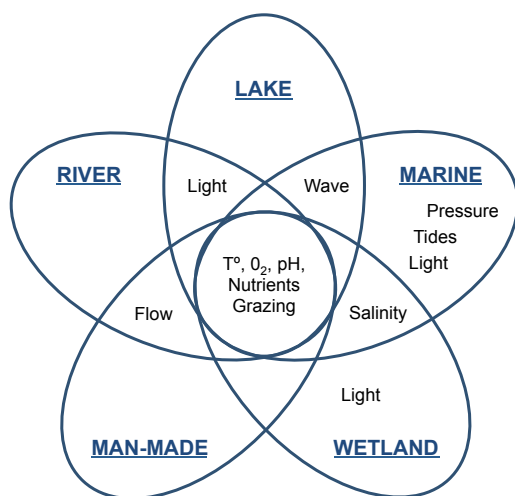 LAKE
RIVER
MARINE
Light
Wave
Pressure
Tides
Light
Tº, 0₂, pH,
Nutrients
Grazing
Flow
Salinity
Light
MAN-MADE
WETLAND